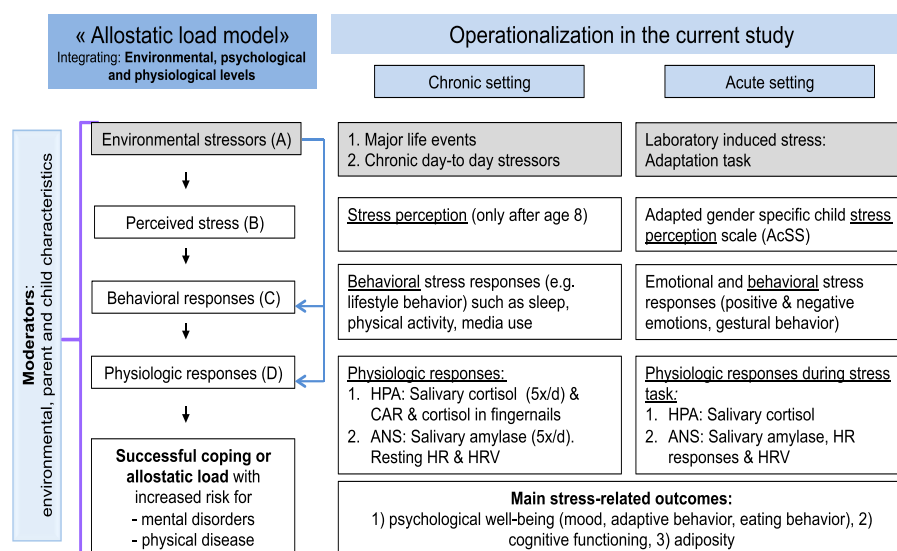 « Allostatic load model»
Integrating: Environmental, psychological
and physiological levels
Operationalization in the current study
Chronic setting
Acute setting
Moderators:
environmental, parent and child characteristics
Environmental stressors (A)
1. Major life events
2. Chronic day-to day stressors
Laboratory induced stress:
Adaptation task
Perceived stress (B)
Stress perception (only after age 8)
Adapted gender specific child stress
perception scale (AcSS)
Behavioral responses (C)
Behavioral stress responses (e.g.
lifestyle behavior) such as sleep,
physical activity, media use
Emotional and behavioral stress
responses (positive & negative
emotions, gestural behavior)
Physiologic responses (D)
Physiologic responses:
1. HPA: Salivary cortisol (5x/d) &
CAR & cortisol in fingernails
2. ANS: Salivary amylase (5x/d).
Resting HR & HRV
Physiologic responses during stress
task:
1. HPA: Salivary cortisol
2. ANS: Salivary amylase, HR
responses & HRV
Successful coping or
allostatic load with
increased risk for
- mental disorders
- physical disease
Main stress-related outcomes:
1) psychological well-being (mood, adaptive behavior, eating behavior), 2)
cognitive functioning, 3) adiposity